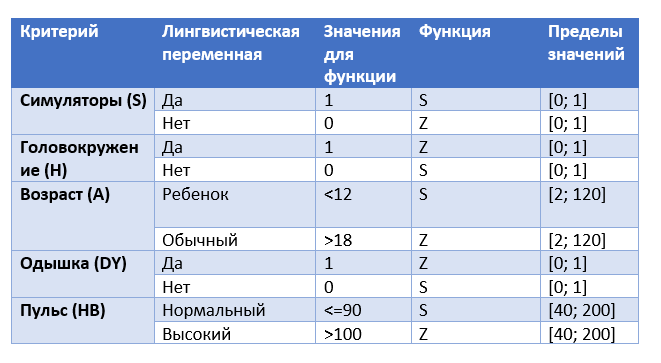 Критерий Лингвистическая переменная Значения для функции Функция Пределы значений
Симуляторы (S) Да 1 S [0; 1]
Нет 0 Z [0; 1]
Головокружен ие (H) Да 1 Z [0; 1]
Нет 0 S [0; 1]
Возраст (A) Ребенок <12 S [2; 120]
Обычный >18 Z [2; 120]
Одышка (DY) Да 1 Z [0; 1]
Нет 0 S [0; 1]
Пульс (HB) Нормальный <=90 S [40; 200]
Высокий >100 Z [40; 200]